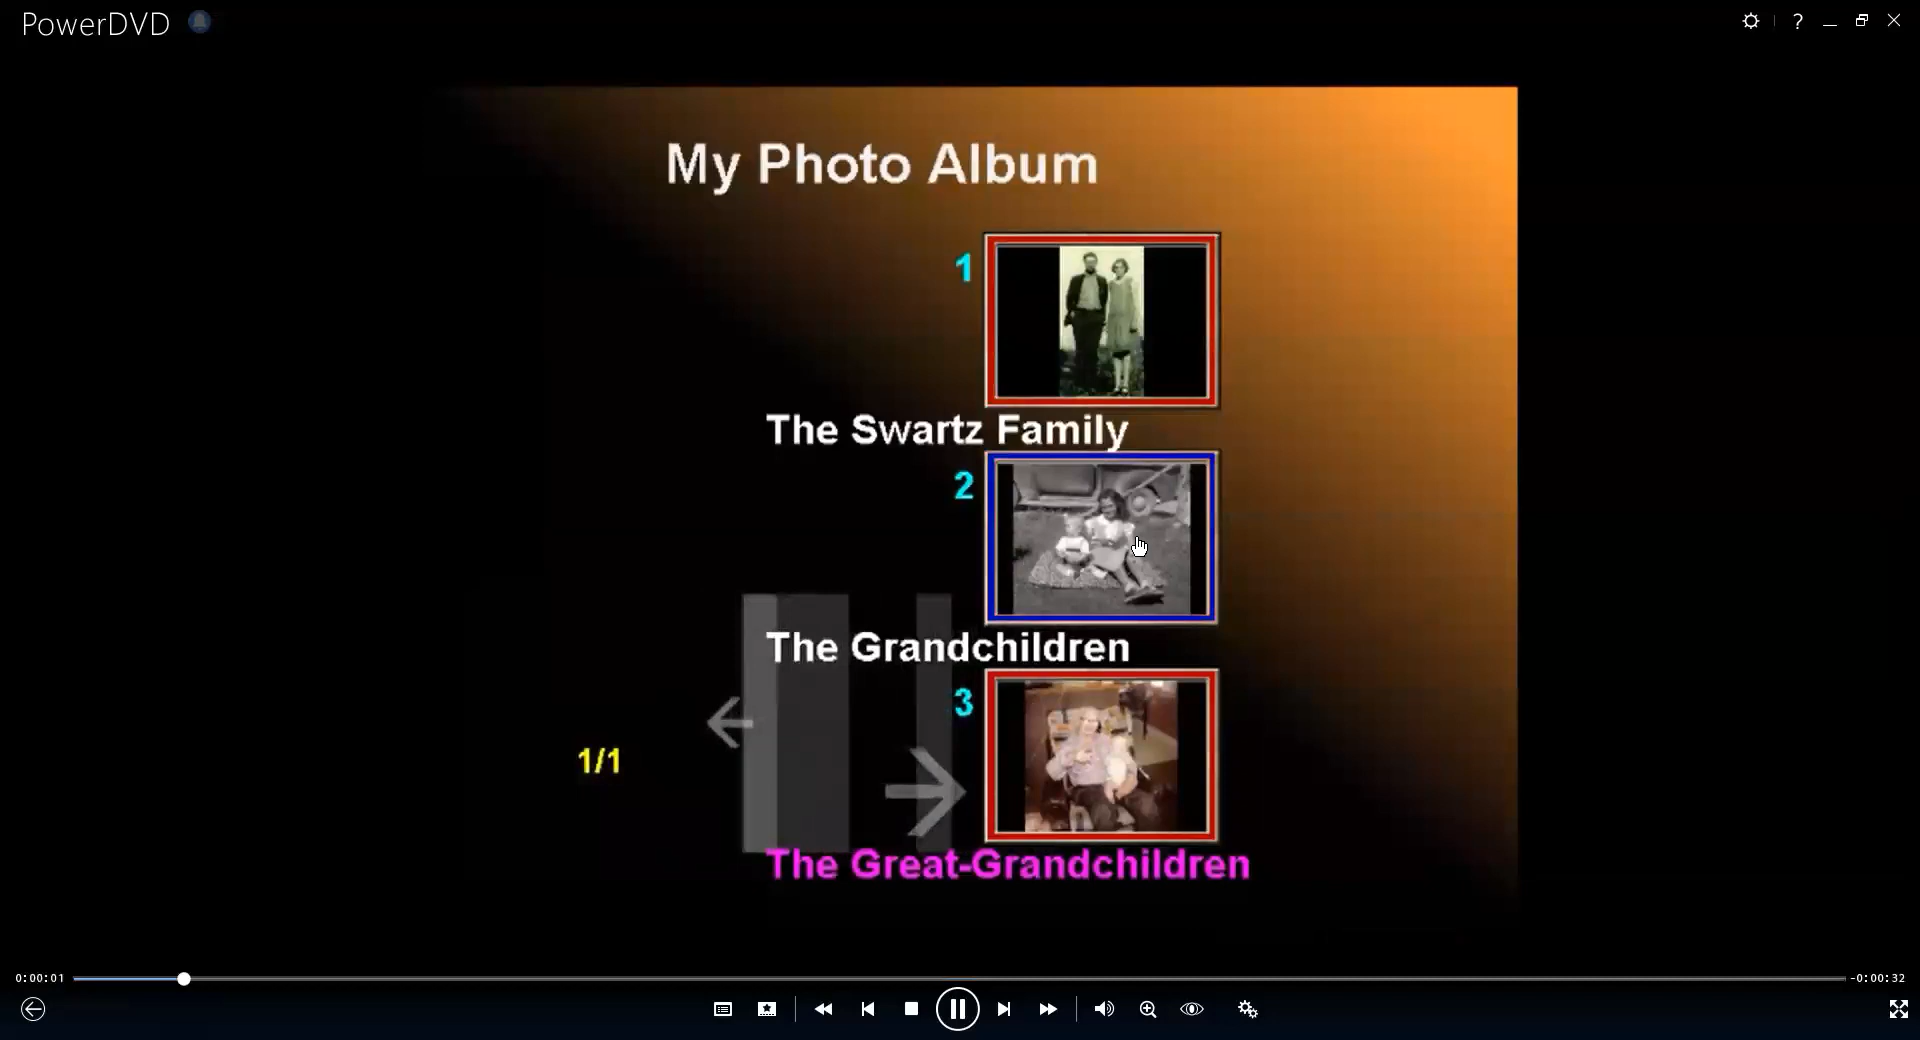 PowerDVD
?
My Photo Album
1
The Swartz Family
2
The Grandchildren
3
1/1
The Great-Grandchildren
0:00:01
-0:00:32